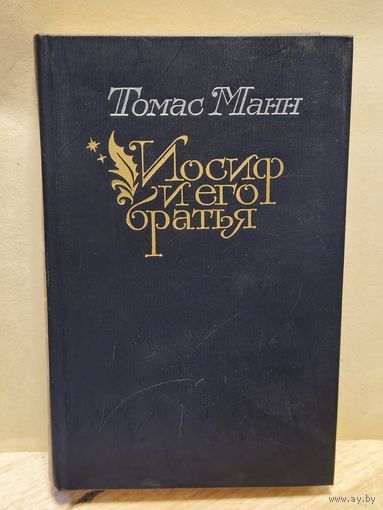 Томас Манн
Иосиф
и его
братья
www.ay.by